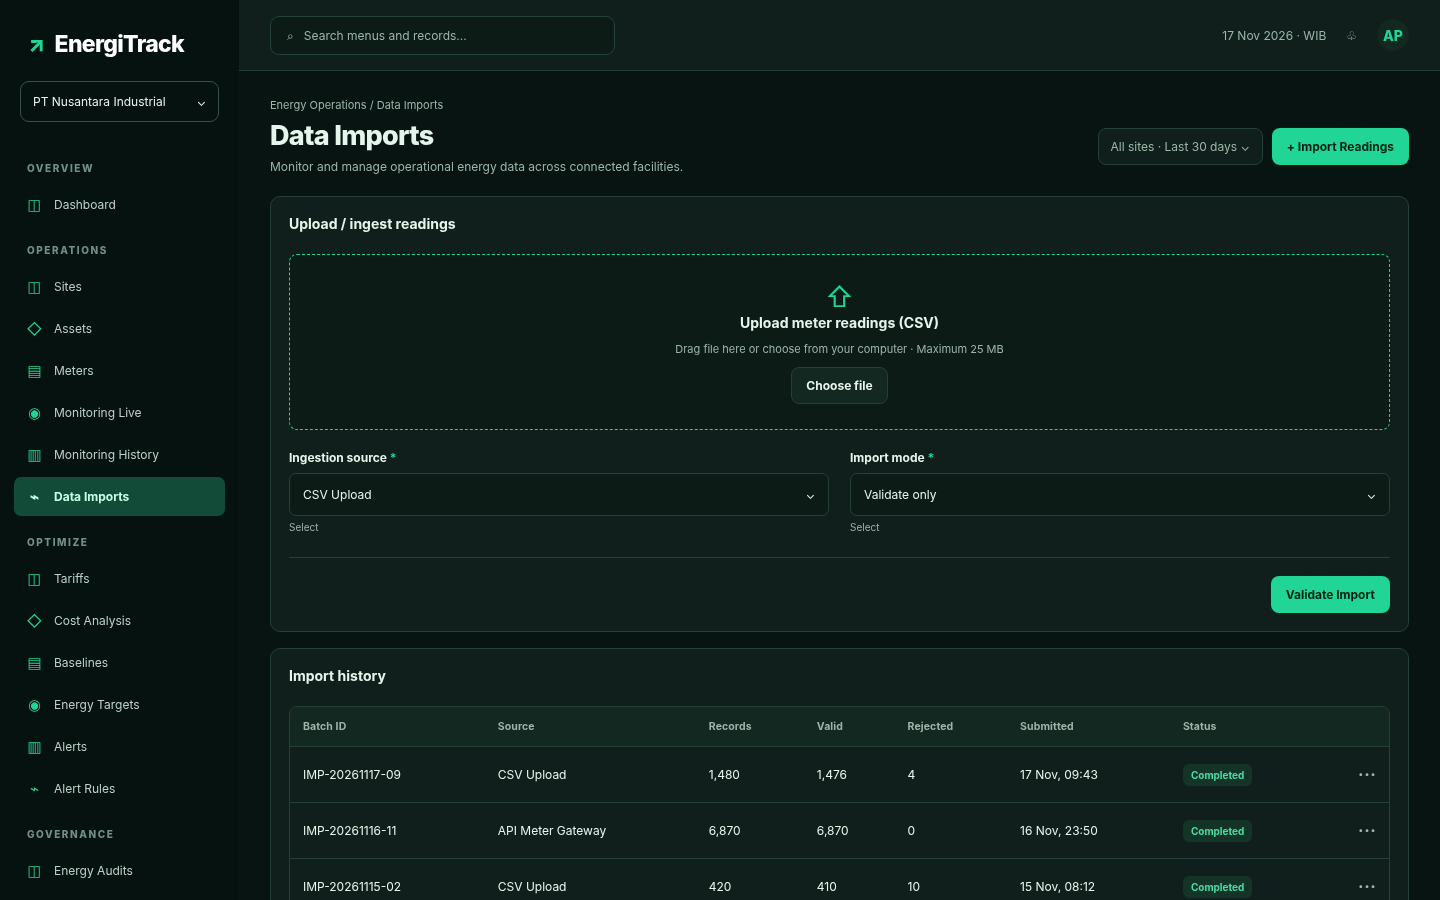 EnergiTrack
PT Nusantara Industrial
OVERVIEW
Dashboard
OPERATIONS
Sites
Assets
Meters
Monitoring Live
Monitoring History
Data Imports
OPTIMIZE
Tariffs
Cost Analysis
Baselines
Energy Targets
Alerts
Alert Rules
GOVERNANCE
Energy Audits
Search menus and records...
17 Nov 2026 · WIB
AP
Energy Operations / Data Imports
Data Imports
Monitor and manage operational energy data across connected facilities.
All sites · Last 30 days
+ Import Readings
Upload / ingest readings
Upload meter readings (CSV)
Drag file here or choose from your computer · Maximum 25 MB
Choose file
Ingestion source * Import mode *
CSV Upload Validate only
Select Select
Validate Import
Import history
Batch ID Source Records Valid Rejected Submitted Status
IMP-20261117-09 CSV Upload 1,480 1,476 4 17 Nov, 09:43 Completed
IMP-20261116-11 API Meter Gateway 6,870 6,870 0 16 Nov, 23:50 Completed
IMP-20261115-02 CSV Upload 420 410 10 15 Nov, 08:12 Completed